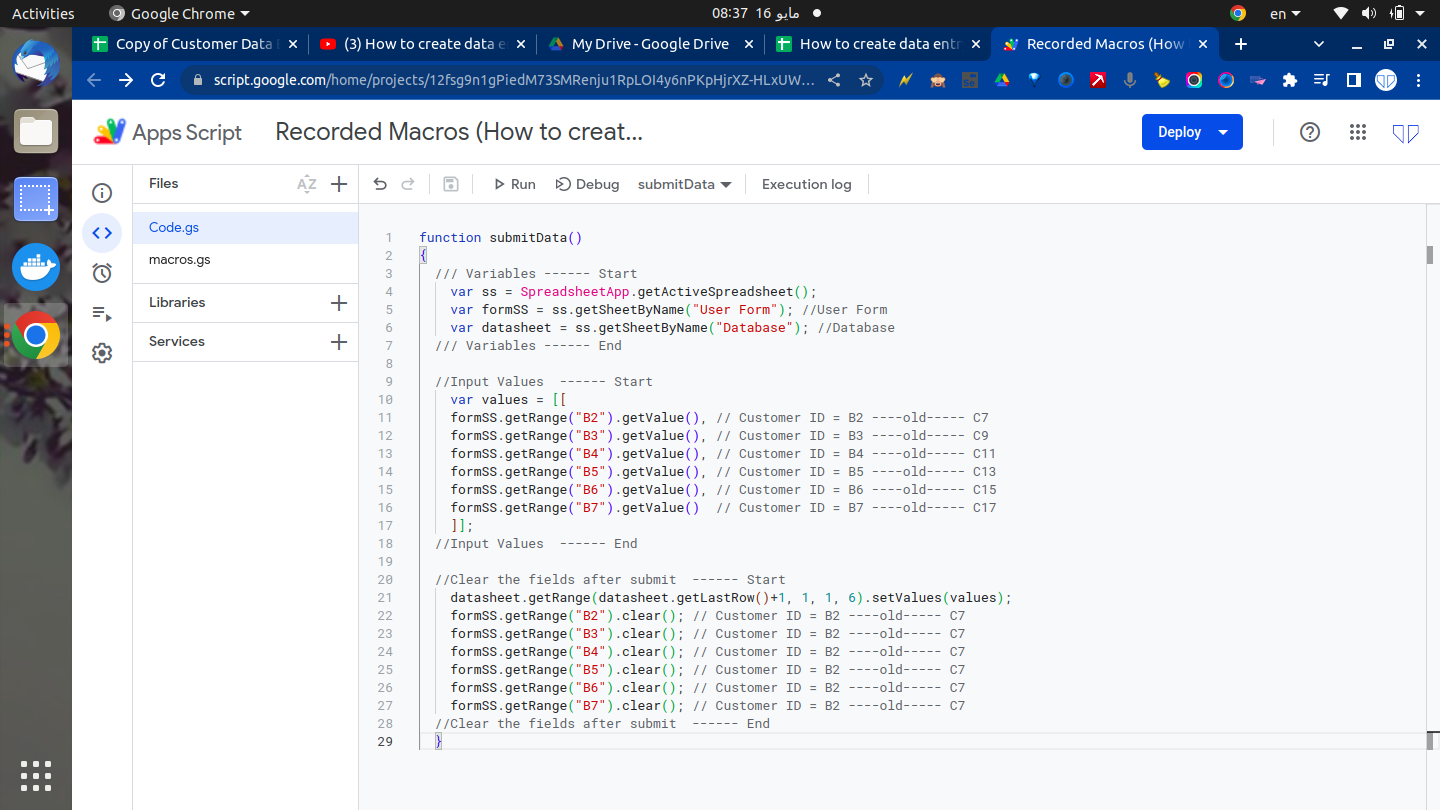 Activities
Google Chrome
08:37 16 مايو
en
Copy of Customer Data
(3) How to create data e
My Drive - Google Drive
How to create data entr
Recorded Macros (How
script.google.com/home/projects/12fsg9n1gPiedM73SMRenju1RpLOI4y6nPKpHjrXZ-HLxUW...
Apps Script
Recorded Macros (How to creat...
Deploy
Files
AZ
Run
Debug
submitData
Execution log
Code.gs
macros.gs
Libraries
Services
1 function submitData()
2 {
3 /// Variables ------ Start
4 var ss = SpreadsheetApp.getActiveSpreadsheet();
5 var formSS = ss.getSheetByName("User Form"); //User Form
6 var datasheet = ss.getSheetByName("Database"); //Database
7 /// Variables ------ End
8
9 //Input Values  ------ Start
10 var values = [[
11 formSS.getRange("B2").getValue(), // Customer ID = B2 ----old----- C7
12 formSS.getRange("B3").getValue(), // Customer ID = B3 ----old----- C9
13 formSS.getRange("B4").getValue(), // Customer ID = B4 ----old----- C11
14 formSS.getRange("B5").getValue(), // Customer ID = B5 ----old----- C13
15 formSS.getRange("B6").getValue(), // Customer ID = B6 ----old----- C15
16 formSS.getRange("B7").getValue()  // Customer ID = B7 ----old----- C17
17 ]];
18 //Input Values  ------ End
19
20 //Clear the fields after submit  ------ Start
21 datasheet.getRange(datasheet.getLastRow()+1, 1, 1, 6).setValues(values);
22 formSS.getRange("B2").clear(); // Customer ID = B2 ----old----- C7
23 formSS.getRange("B3").clear(); // Customer ID = B2 ----old----- C7
24 formSS.getRange("B4").clear(); // Customer ID = B2 ----old----- C7
25 formSS.getRange("B5").clear(); // Customer ID = B2 ----old----- C7
26 formSS.getRange("B6").clear(); // Customer ID = B2 ----old----- C7
27 formSS.getRange("B7").clear(); // Customer ID = B2 ----old----- C7
28 //Clear the fields after submit  ------ End
29 }